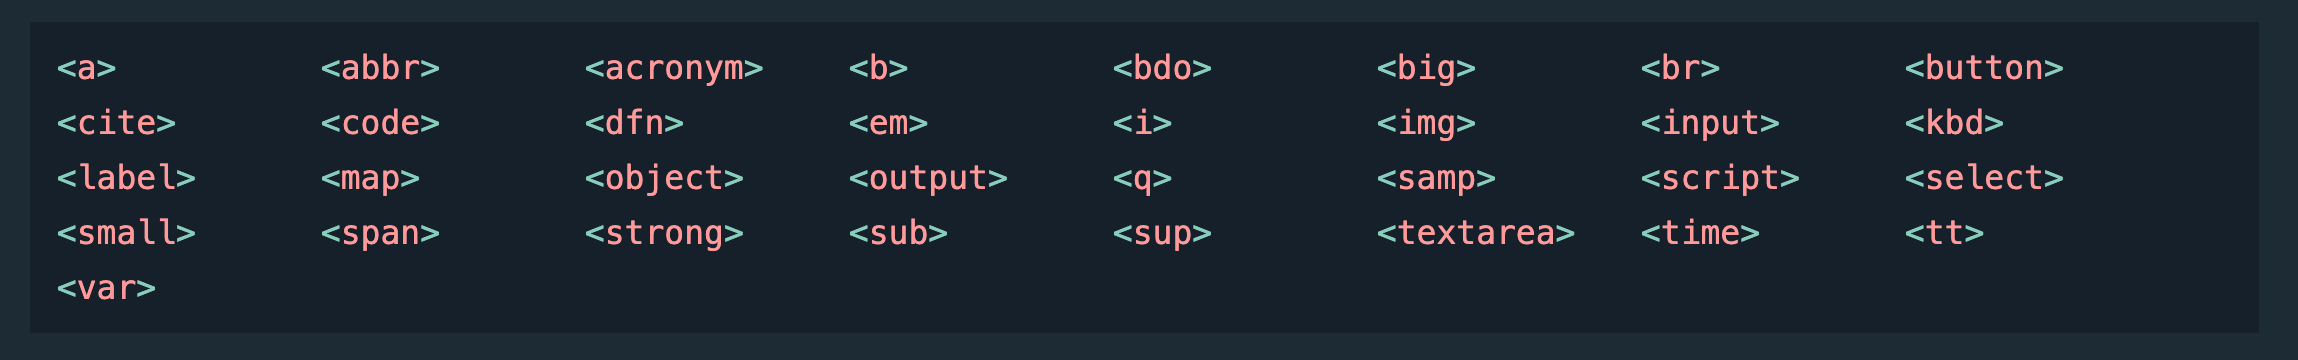 <a> <abbr> <acronym> <b> <bdo> <big> <br> <button>
<cite> <code> <dfn> <em> <i> <img> <input> <kbd>
<label> <map> <object> <output> <q> <samp> <script> <select>
<small> <span> <strong> <sub> <sup> <textarea> <time> <tt>
<var>